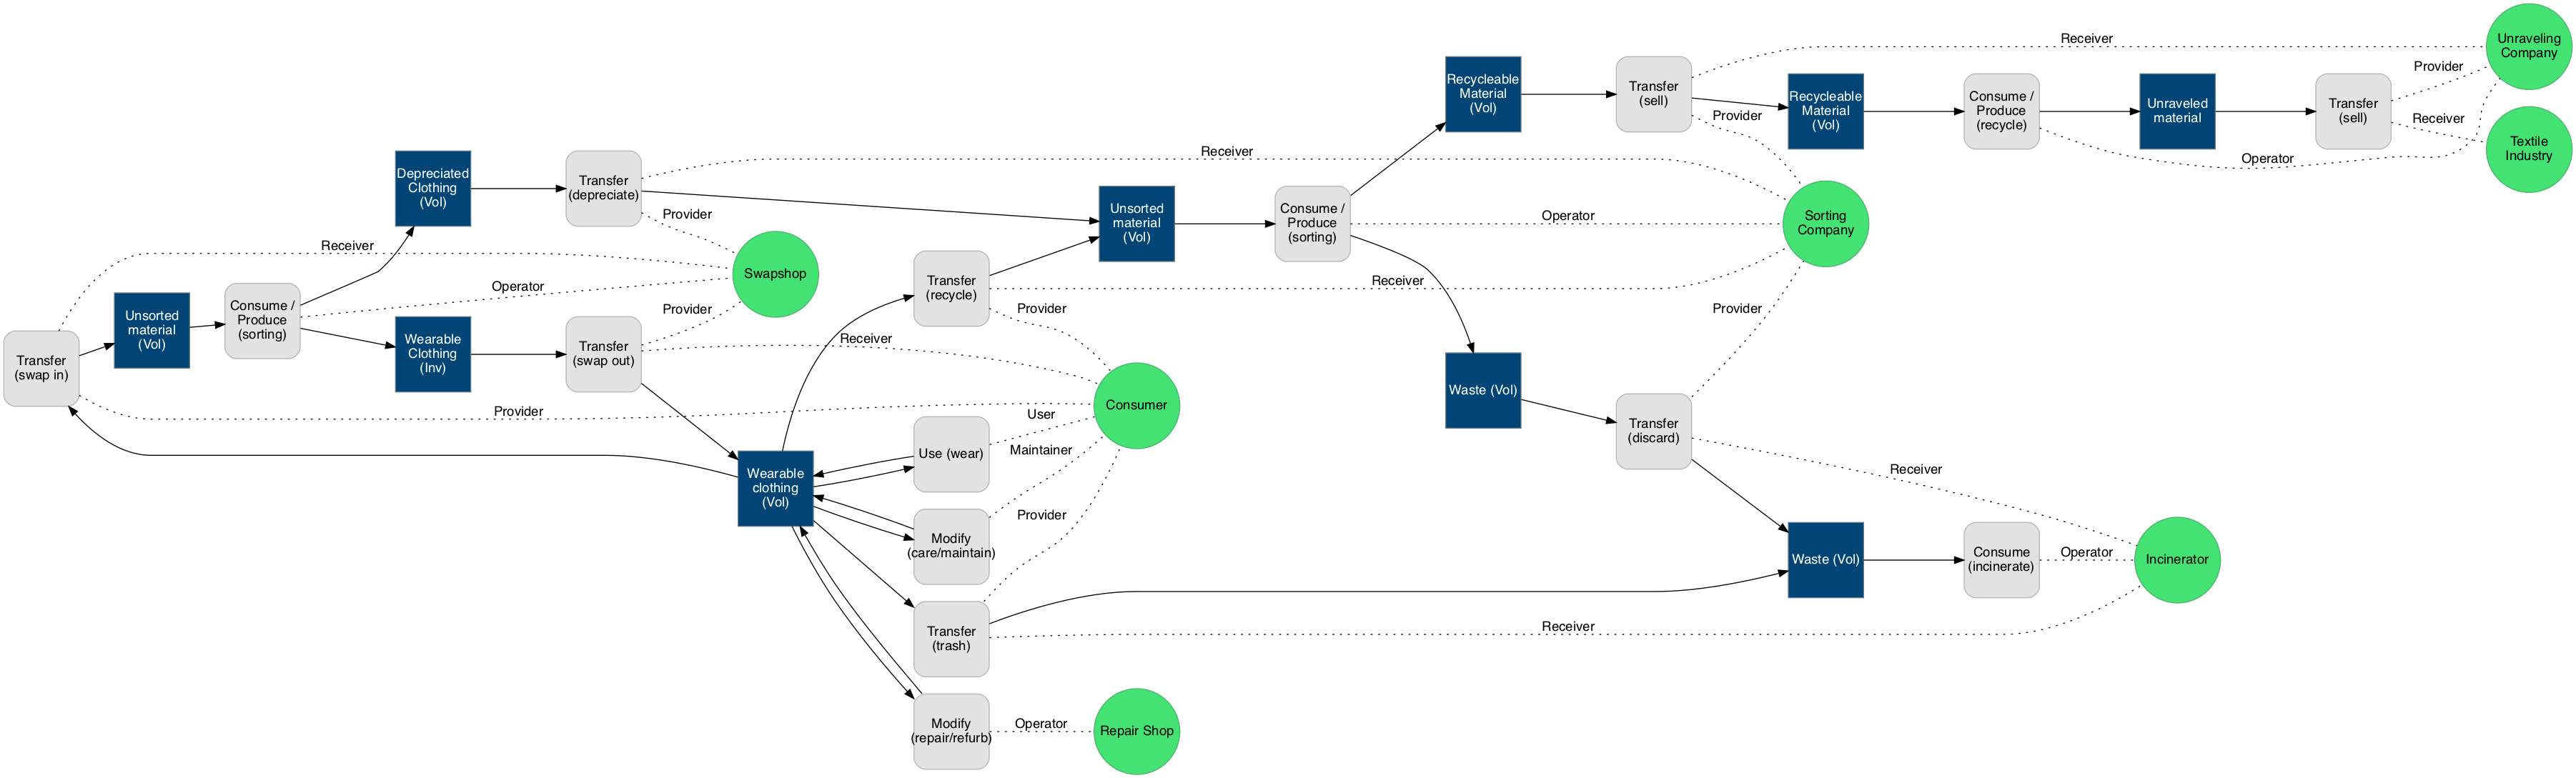 Unraveling
Company
Receiver
Provider
Recycleable
Material
(Vol)
Transfer
(sell)
Recycleable
Material
(Vol)
Consume /
Produce
(recycle)
Unraveled
material
Transfer
(sell)
Provider
Receiver
Textile
Industry
Operator
Depreciated
Clothing
(Vol)
Transfer
(depreciate)
Receiver
Provider
Unsorted
material
(Vol)
Consume /
Produce
(sorting)
Operator
Sorting
Company
Receiver
Swapshop
Operator
Transfer
(recycle)
Receiver
Provider
Provider
Provider
Unsorted
material
(Vol)
Consume /
Produce
(sorting)
Transfer
(swap in)
Wearable
Clothing
(Inv)
Transfer
(swap out)
Receiver
Waste (Vol)
Provider
Consumer
User
Use (wear)
Maintainer
Transfer
(discard)
Receiver
Wearable
clothing
(Vol)
Provider
Modify
(care/maintain)
Waste (Vol)
Consume
(incinerate)
Operator
Incinerator
Transfer
(trash)
Receiver
Modify
(repair/refurb)
Operator
Repair Shop